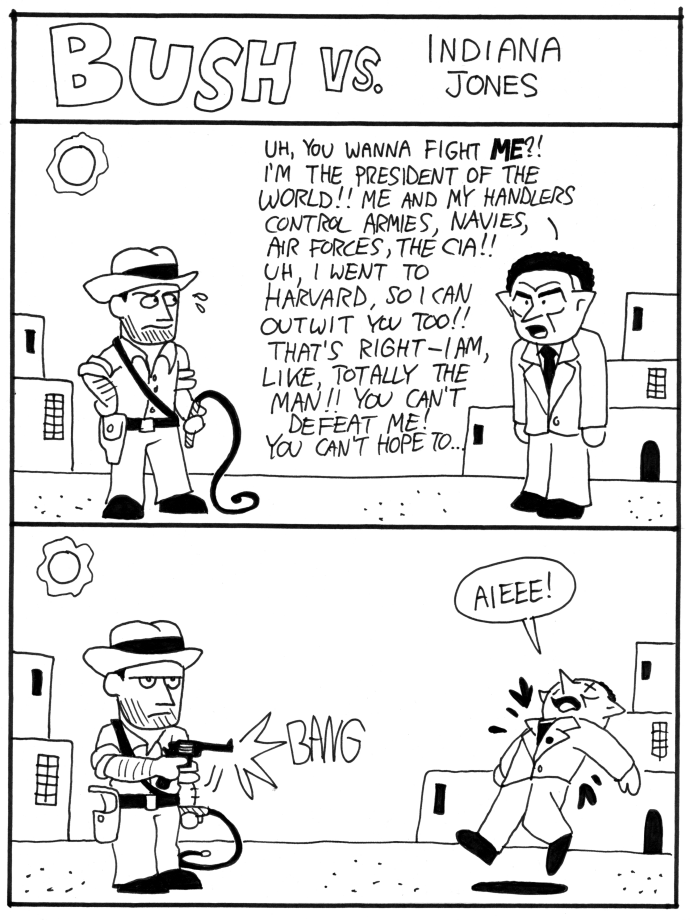 BUSH VS. INDIANA
JONES
UH, YOU WANNA FIGHT ME?!
I'M THE PRESIDENT OF THE
WORLD!! ME AND MY HANDLERS
CONTROL ARMIES, NAVIES,
AIR FORCES, THE CIA!!
UH, I WENT TO
HARVARD, SO I CAN
OUTWIT YOU TOO!!
THAT'S RIGHT-I AM,
LIKE, TOTALLY THE
MAN!! YOU CAN'T
DEFEAT ME!
YOU CAN'T HOPE TO...
AIEEE!
BANG